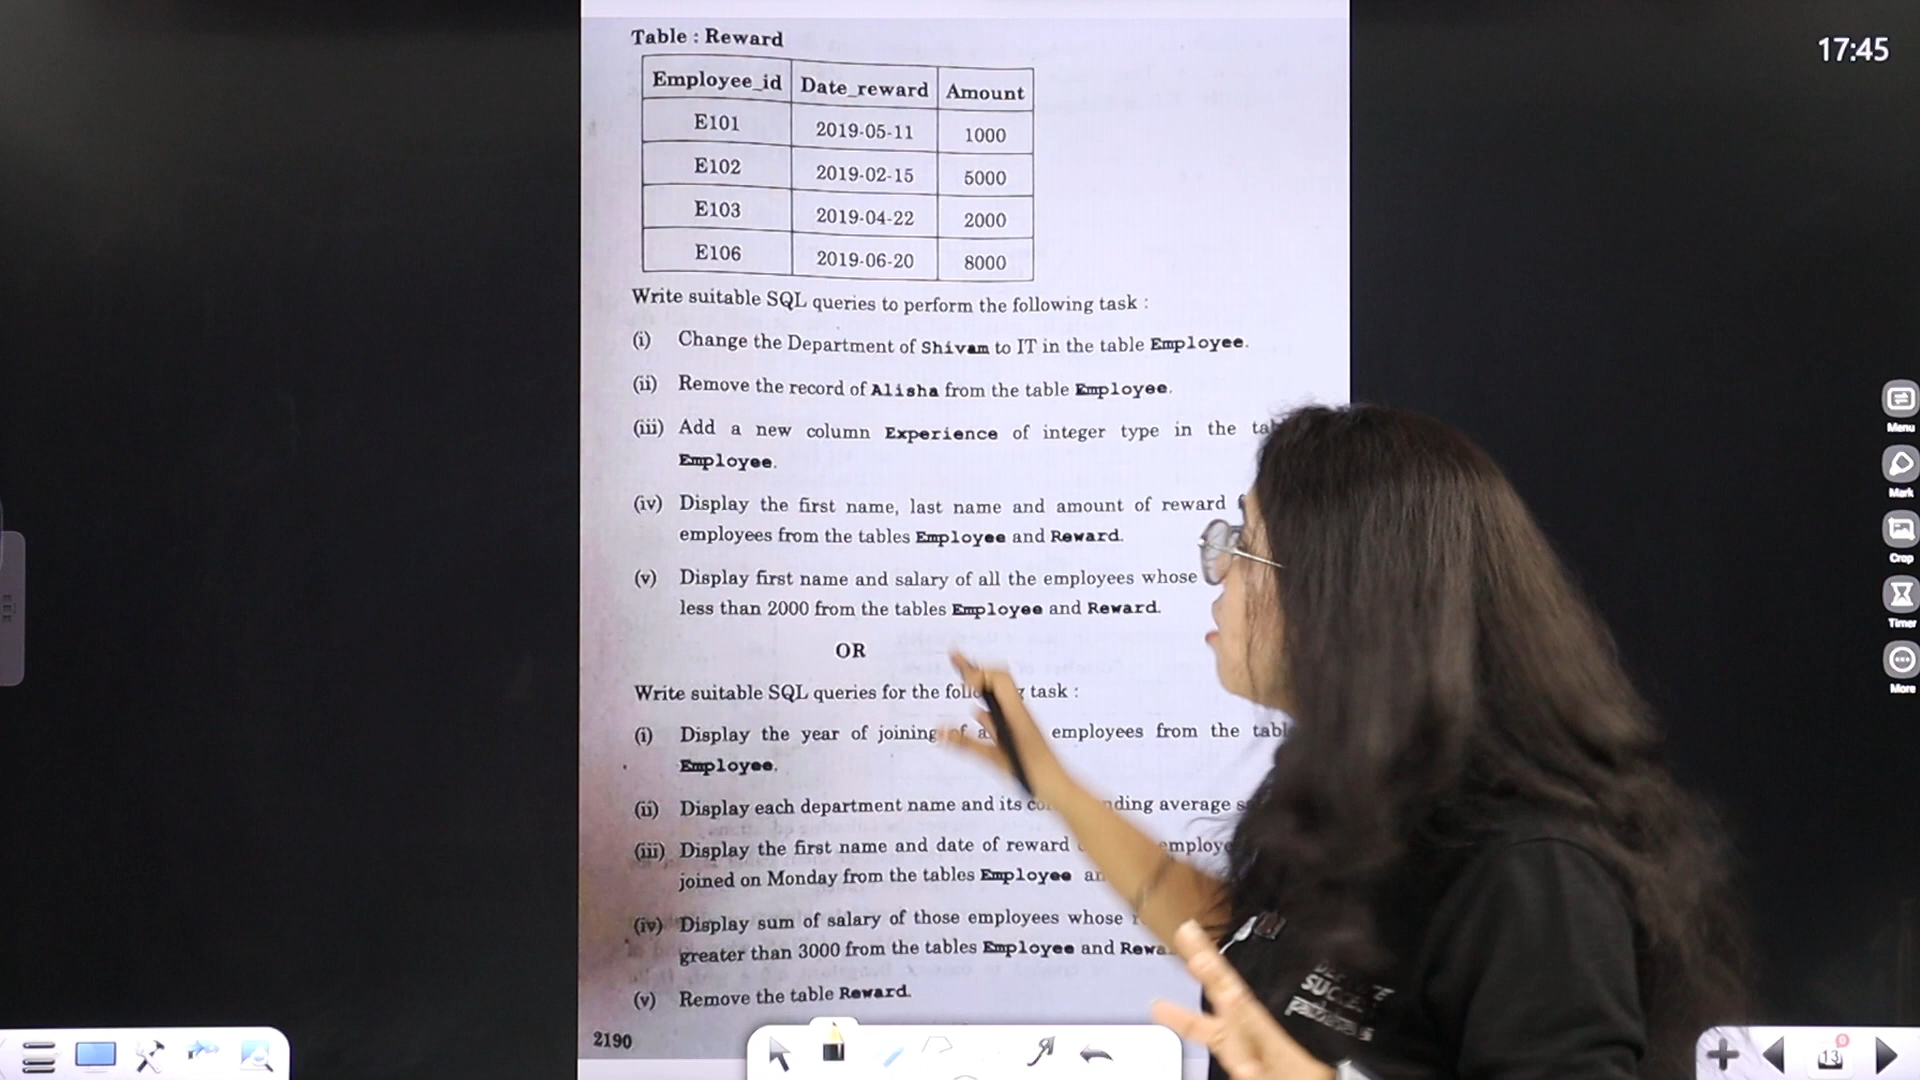 17:45
Table : Reward
Employee_id Date_reward Amount
E101 2019-05-11 1000
E102 2019-02-15 5000
E103 2019-04-22 2000
E106 2019-06-20 8000
Write suitable SQL queries to perform the following task :
(i) Change the Department of Shivam to IT in the table Employee.
(ii) Remove the record of Alisha from the table Employee.
(iii) Add a new column Experience of integer type in the
Employee.
(iv) Display the first name, last name and amount of reward
employees from the tables Employee and Reward.
(v) Display first name and salary of all the employees whose
less than 2000 from the tables Employee and Reward.
OR
Write suitable SQL queries for the task :
(i) Display the year of joining employees from the
Employee.
(ii) Display each department name and its average
(iii) Display the first name and date of reward
joined on Monday from the tables Employee
(iv) Display sum of salary of those employees whose
greater than 3000 from the tables Employee and
(v) Remove the table Reward.
2190
Menu
Mark
Crop
Timer
More
13